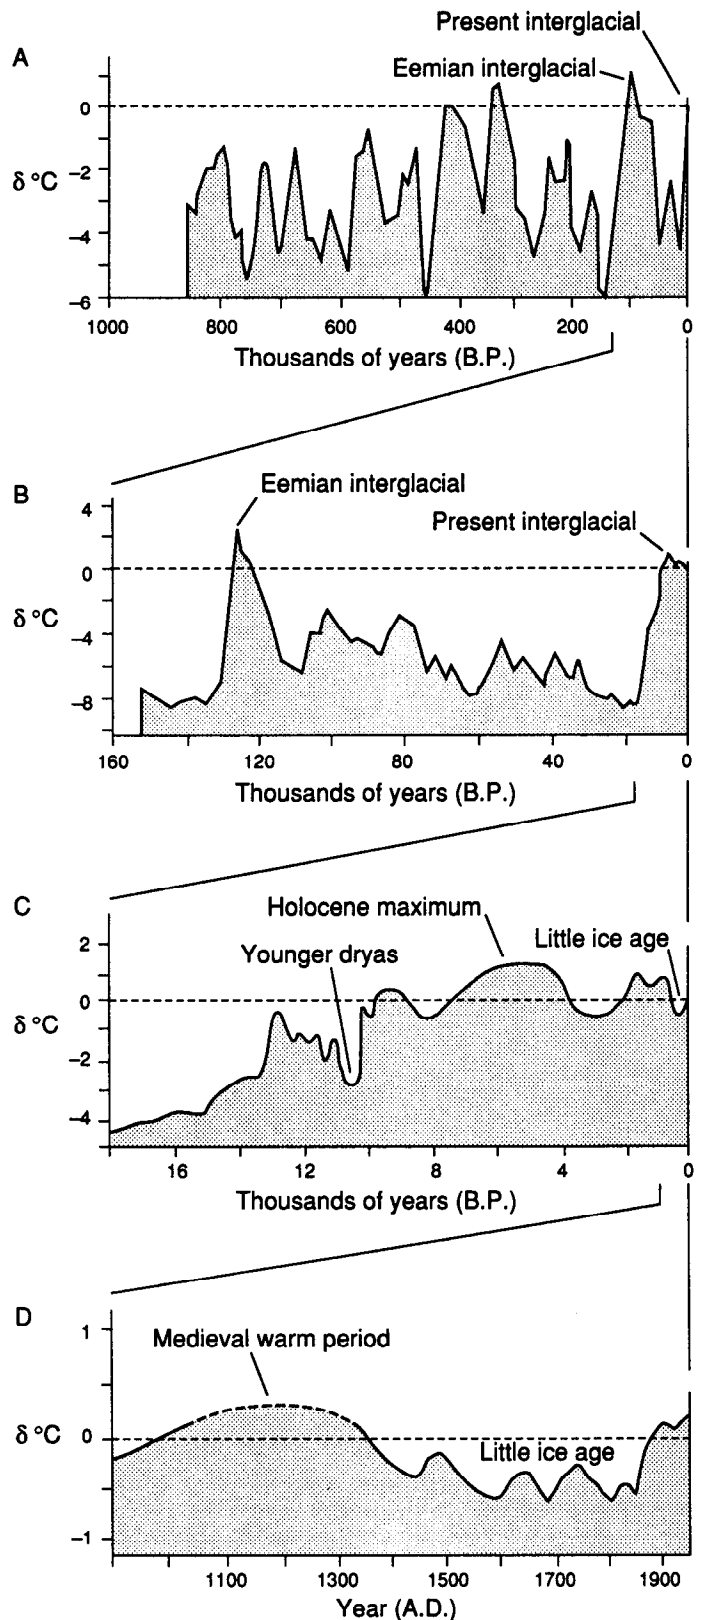 Present interglacial
A
Eemian interglacial
0
−2
δ °C
−4
−6
1000 800 600 400 200 0
Thousands of years (B.P.)
B
Eemian interglacial
4
Present interglacial
0
δ °C
−4
−8
160 120 80 40 0
Thousands of years (B.P.)
C
Holocene maximum
2
Younger dryas
Little ice age
0
δ °C
−2
−4
16 12 8 4 0
Thousands of years (B.P.)
D
1
Medieval warm period
δ °C 0
Little ice age
−1
1100 1300 1500 1700 1900
Year (A.D.)